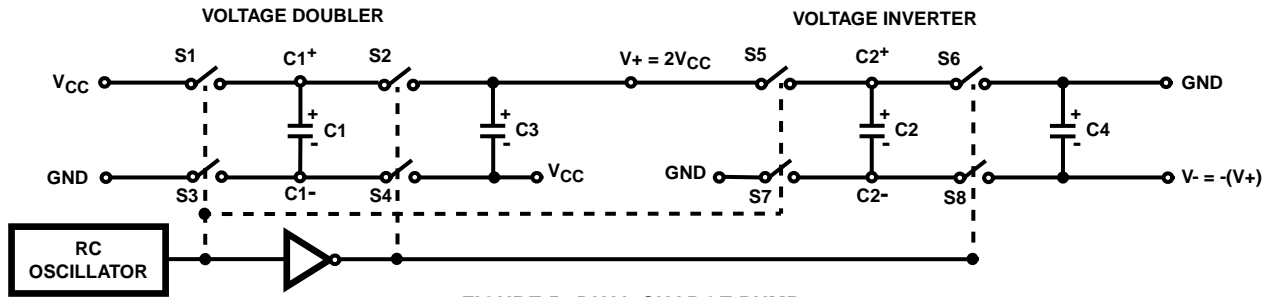 VOLTAGE DOUBLER
VOLTAGE INVERTER
S1 C1+ S2 V+ = 2VCC S5 C2+ S6
VCC GND
+ C1 - + C3 - + C2 - + C4 -
GND S3 C1- S4 VCC GND S7 C2- S8 V- = -(V+)
RC
OSCILLATOR